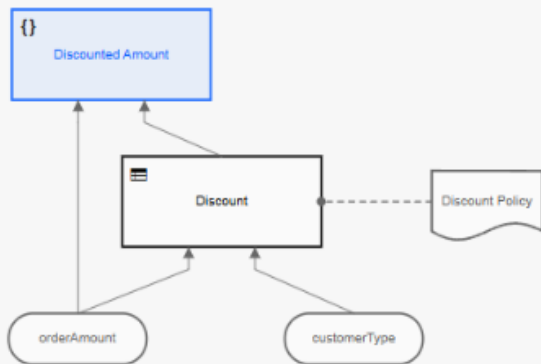 {}
Discounted Amount
Discount
Discount Policy
orderAmount
customerType